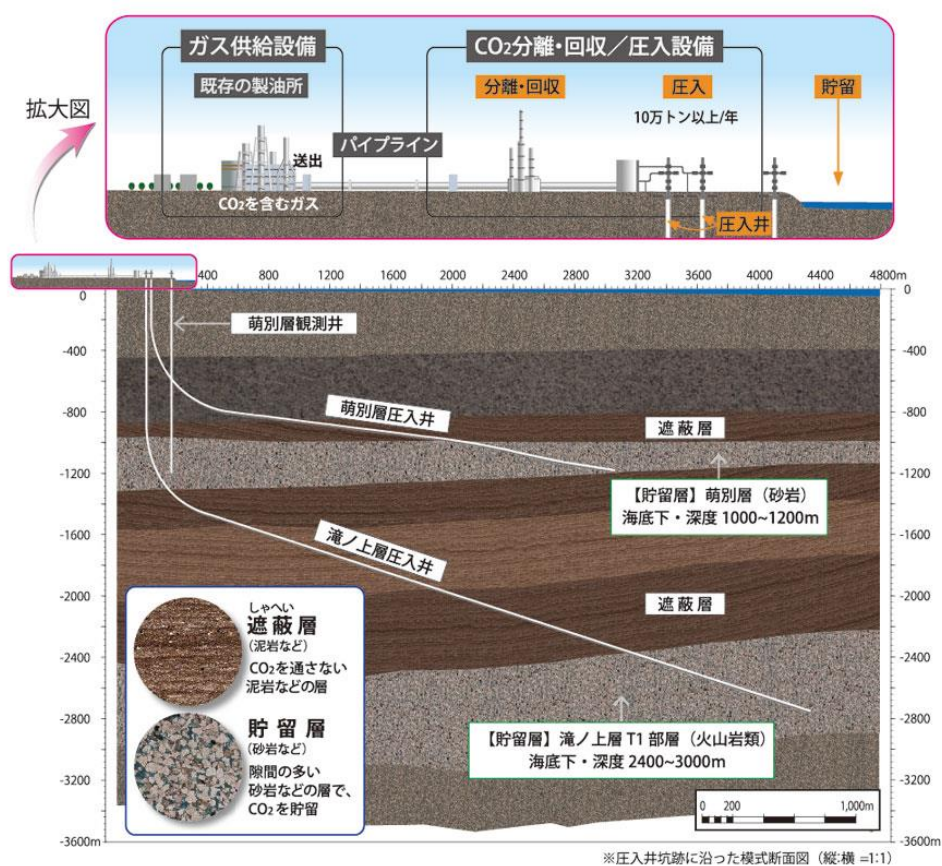 ガス供給設備
CO₂分離・回収／圧入設備
既存の製油所
分離・回収
圧入
貯留
10万トン以上/年
拡大図
パイプライン
送出
CO₂を含むガス
圧入井
400 800 1200 1600 2000 2400 2800 3200 3600 4000 4400 4800m
0
-400
-800
-1200
-1600
-2000
-2400
-2800
-3200
-3600m
0
-400
-800
-1200
-1600
-2000
-2400
-2800
-3200
-3600m
萌別層観測井
萌別層圧入井
遮蔽層
【貯留層】萌別層（砂岩）
海底下・深度 1000~1200m
滝ノ上層圧入井
遮蔽層
しゃへい
遮蔽層
（泥岩など）
CO₂を通さない
泥岩などの層
貯留層
（砂岩など）
隙間の多い
砂岩などの層で、
CO₂を貯留
【貯留層】滝ノ上層 T1 部層（火山岩類）
海底下・深度 2400~3000m
0 200 1,000m
※圧入井坑跡に沿った模式断面図（縦:横 =1:1）